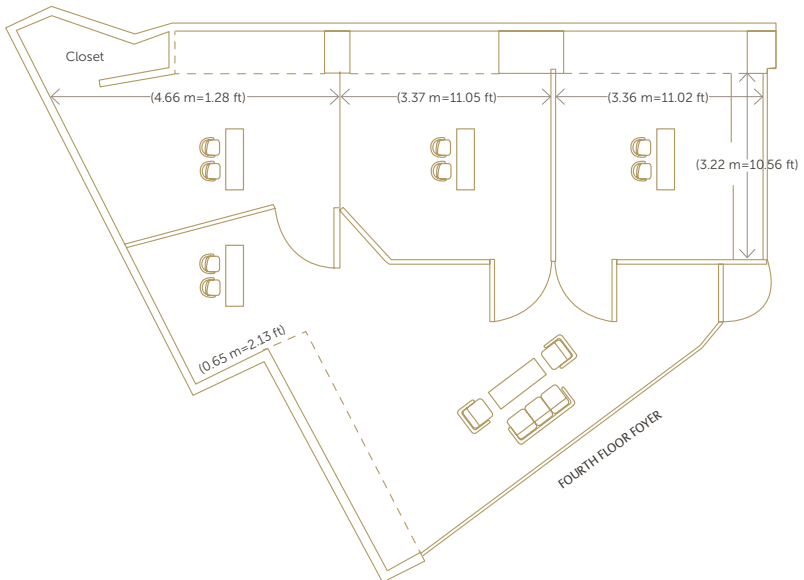 Closet
(4.66 m=1.28 ft)
(3.37 m=11.05 ft)
(3.36 m=11.02 ft)
(3.22 m=10.56 ft)
(0.65 m=2.13 ft)
FOURTH FLOOR FOYER